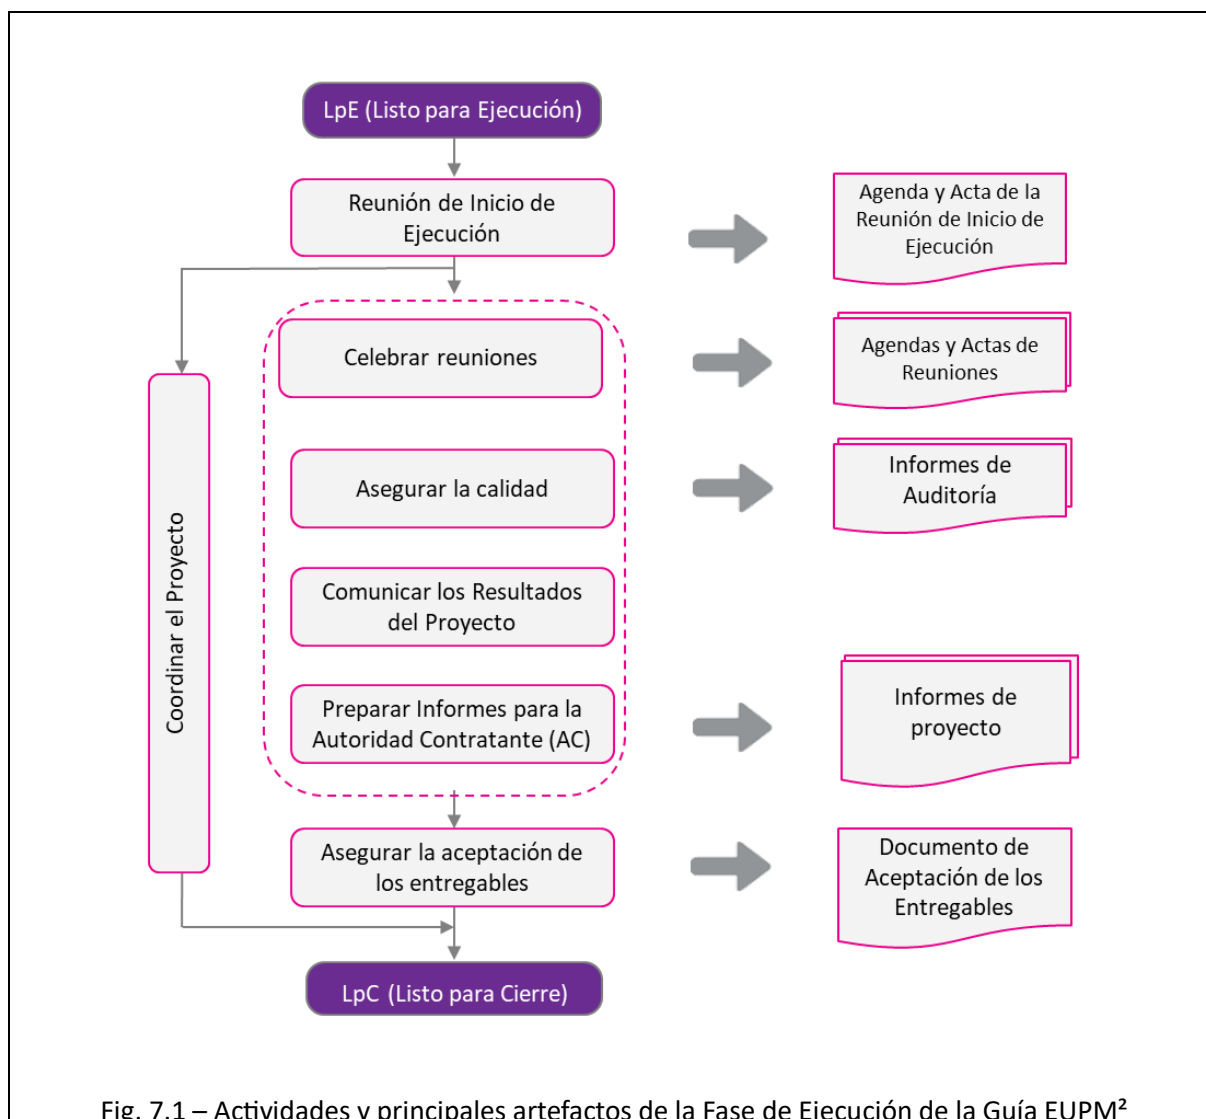 LpE (Listo para Ejecución)
Reunión de Inicio de
Ejecución
Agenda y Acta de la
Reunión de Inicio de
Ejecución
Celebrar reuniones
Agendas y Actas de
Reuniones
Asegurar la calidad
Informes de
Auditoría
Coordinar el Proyecto
Comunicar los Resultados
del Proyecto
Preparar Informes para la
Autoridad Contratante (AC)
Informes de
proyecto
Asegurar la aceptación de
los entregables
Documento de
Aceptación de los
Entregables
LpC (Listo para Cierre)
Fig. 7.1 – Actividades y principales artefactos de la Fase de Ejecución de la Guía EUPM²